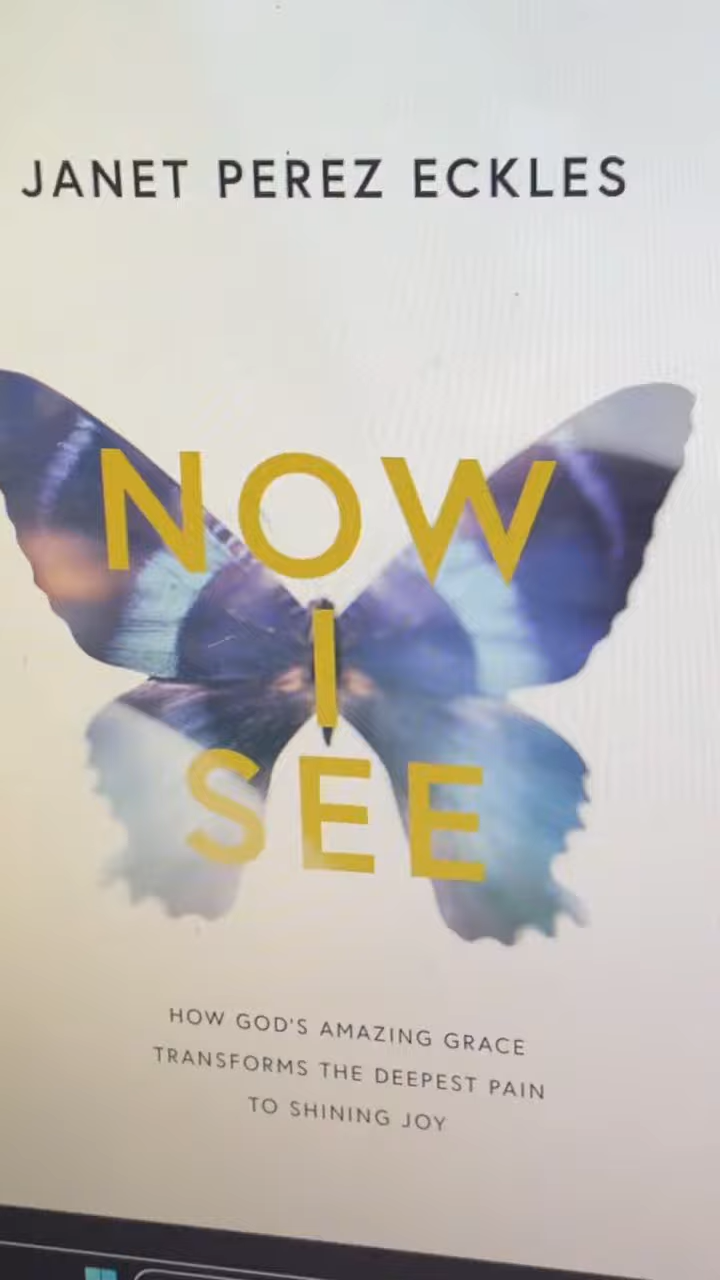 JANET PEREZ ECKLES
NOW
I
SEE
HOW GOD'S AMAZING GRACE
TRANSFORMS THE DEEPEST PAIN
TO SHINING JOY